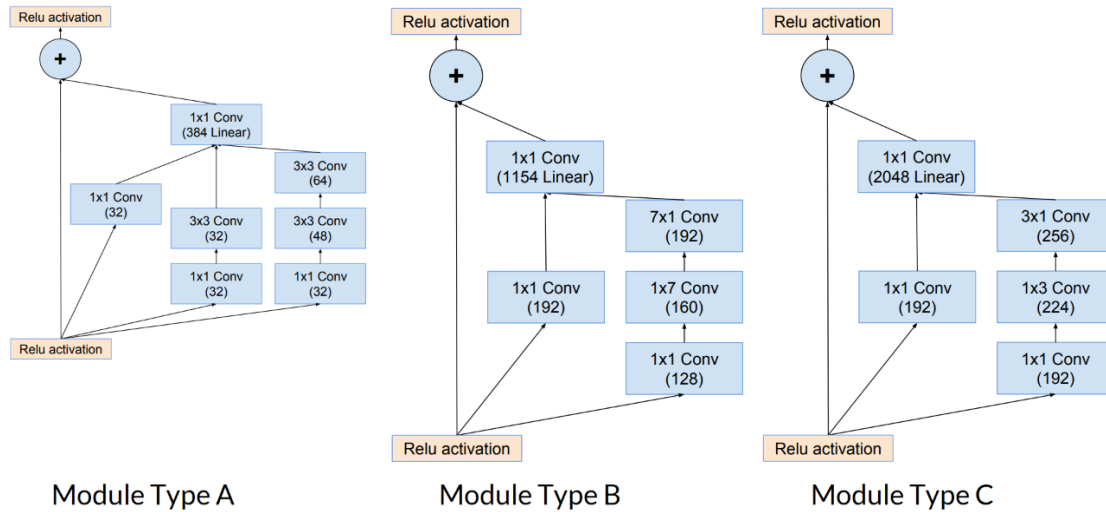 Relu activation
+
1x1 Conv
(384 Linear)
3x3 Conv
(64)
1x1 Conv
(32)
3x3 Conv
(32)
3x3 Conv
(48)
1x1 Conv
(32)
1x1 Conv
(32)
Relu activation
Module Type A
Relu activation
+
1x1 Conv
(1154 Linear)
7x1 Conv
(192)
1x1 Conv
(192)
1x7 Conv
(160)
1x1 Conv
(128)
Relu activation
Module Type B
Relu activation
+
1x1 Conv
(2048 Linear)
3x1 Conv
(256)
1x1 Conv
(192)
1x3 Conv
(224)
1x1 Conv
(192)
Relu activation
Module Type C